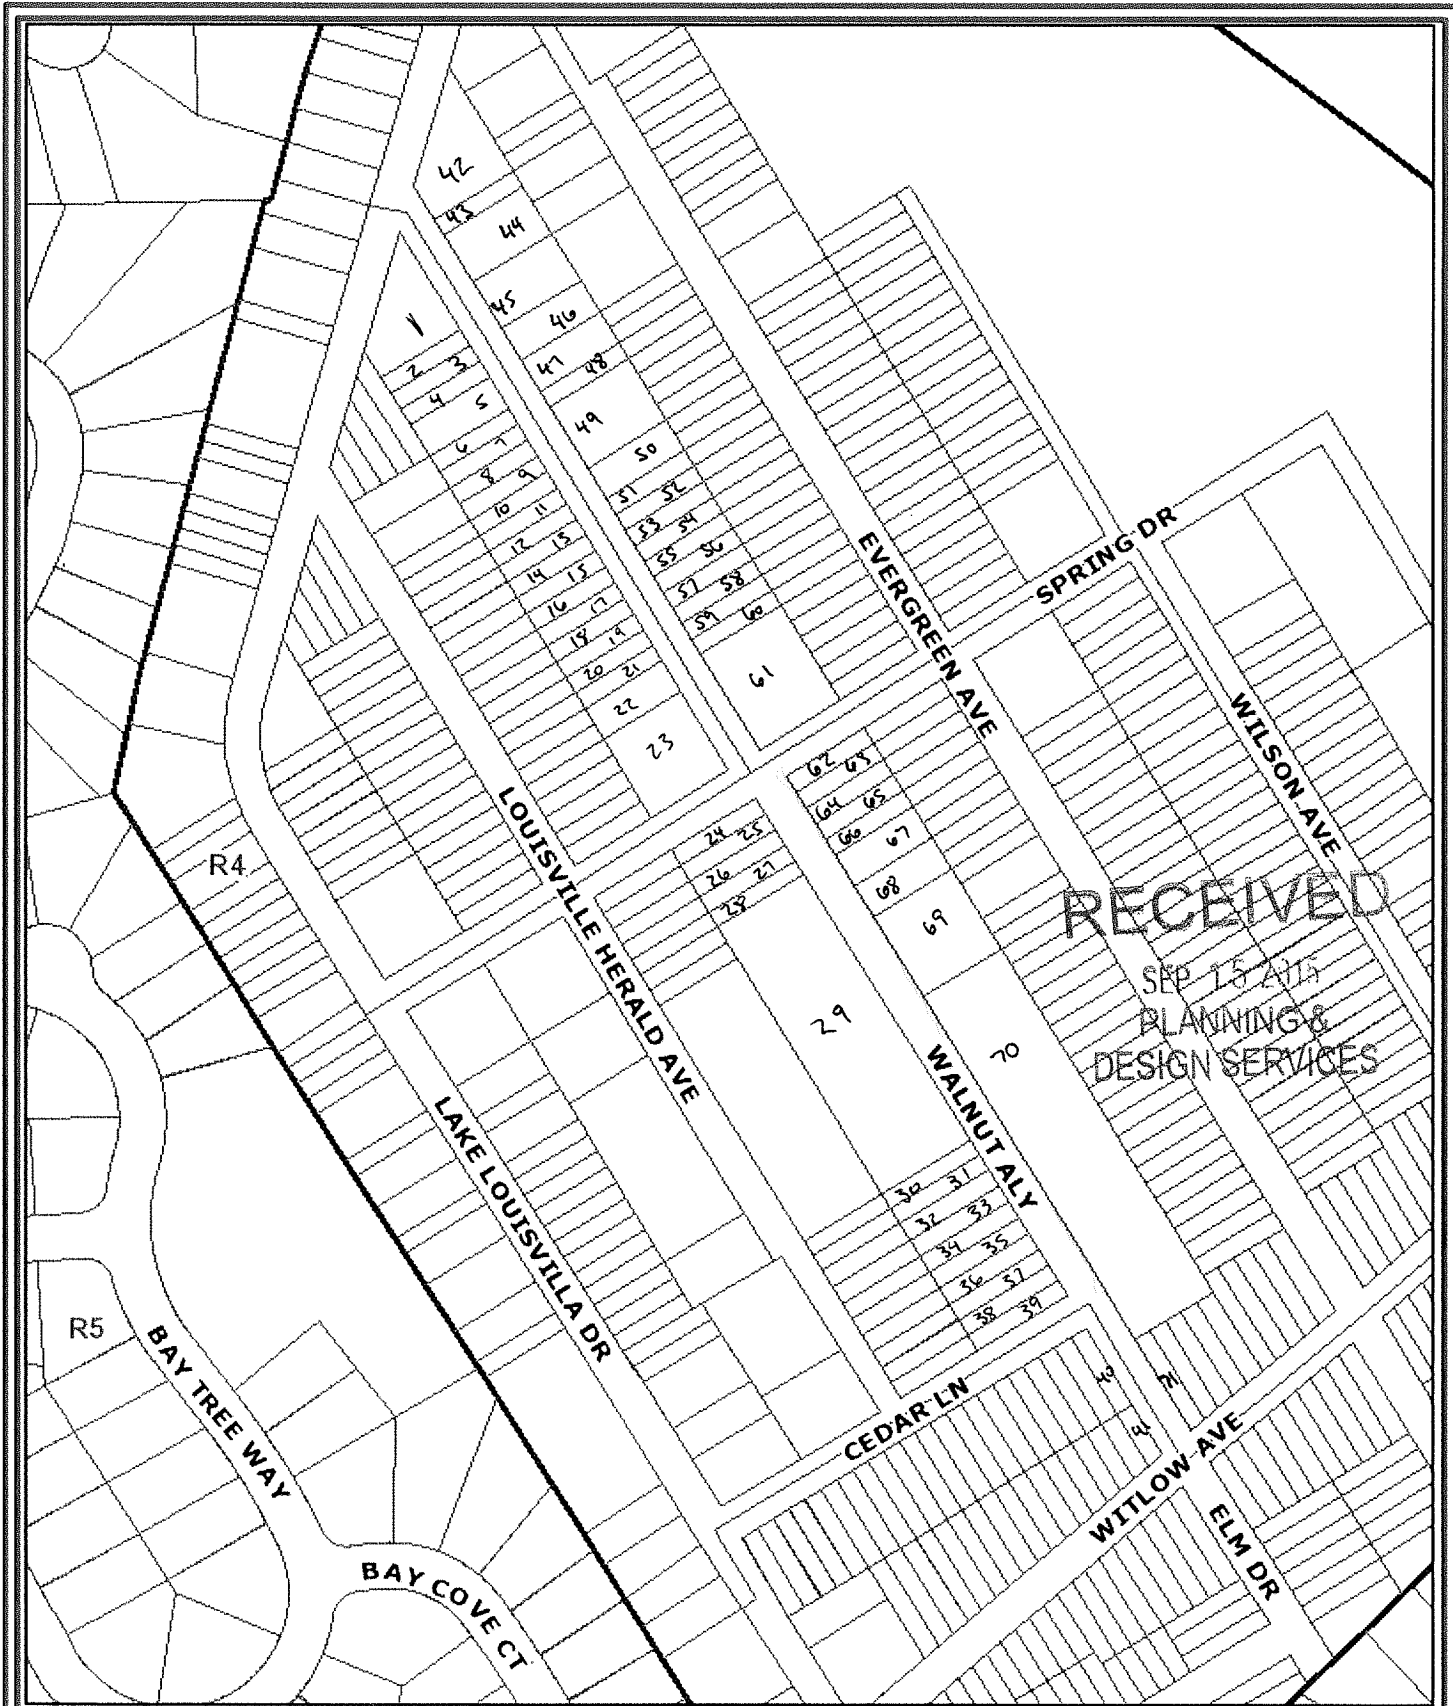 42
43
44
45
46
1
47 48
2 3
4 5
49
6 7
50
8 9
51 52
10 11
53 54
12 13
55 56
14 15
57 58
16 17
59 60
18 19
20 21
61
22
23
EVERGREEN AVE
SPRING DR
WILSON AVE
62 63
64 65
66 67
24 25
26 27
28
68
69
LOUISVILLE HERALD AVE
R4
RECEIVED
SEP 15 2015
PLANNING &
DESIGN SERVICES
29
70
WALNUT ALY
LAKE LOUISVILLA DR
30 31
32 33
34 35
36 37
38 39
R5
BAY TREE WAY
40
71
41
CEDAR LN
WITLOW AVE
ELM DR
BAY COVE CT